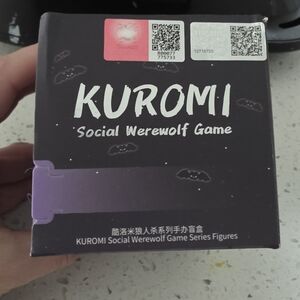 KUROMI
Social Werewolf Game
酷洛米狼人杀系列手办盲盒
KUROMI Social Werewolf Game Series Figures